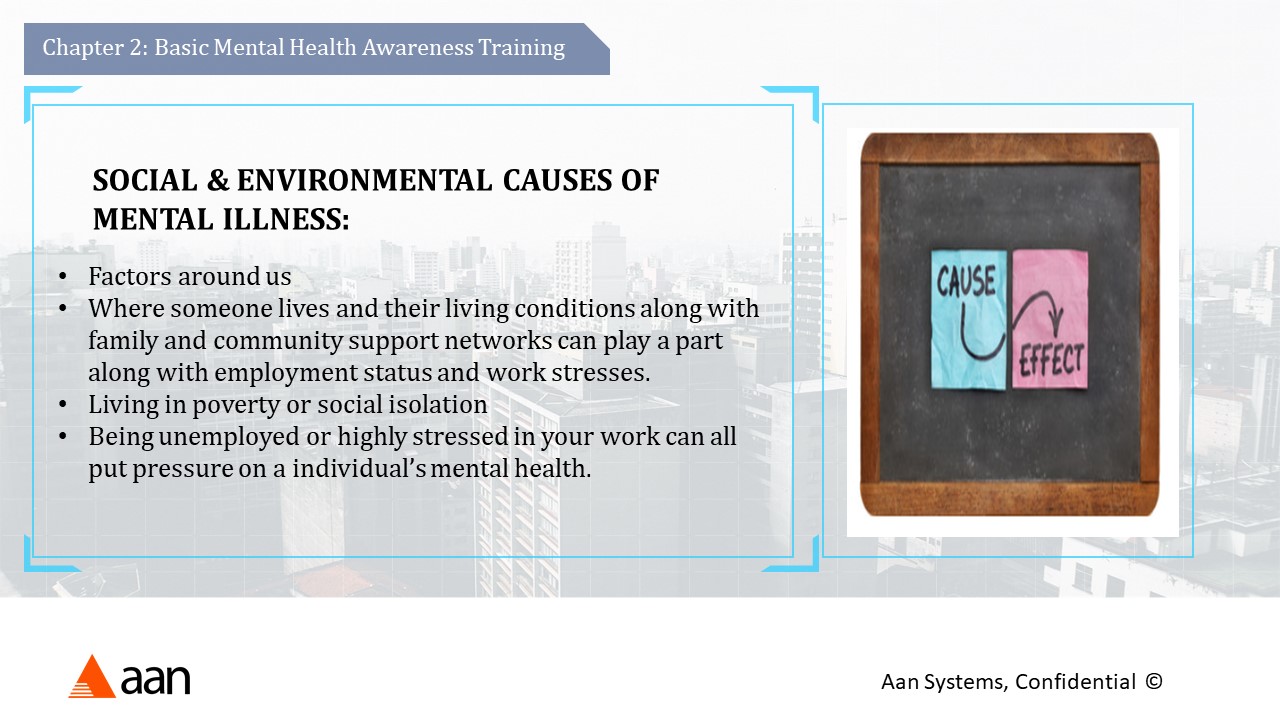 Chapter 2: Basic Mental Health Awareness Training
SOCIAL & ENVIRONMENTAL CAUSES OF
MENTAL ILLNESS:
• Factors around us
• Where someone lives and their living conditions along with
family and community support networks can play a part
along with employment status and work stresses.
• Living in poverty or social isolation
• Being unemployed or highly stressed in your work can all
put pressure on a individual's mental health.
CAUSE
EFFECT
aan
Aan Systems, Confidential ©